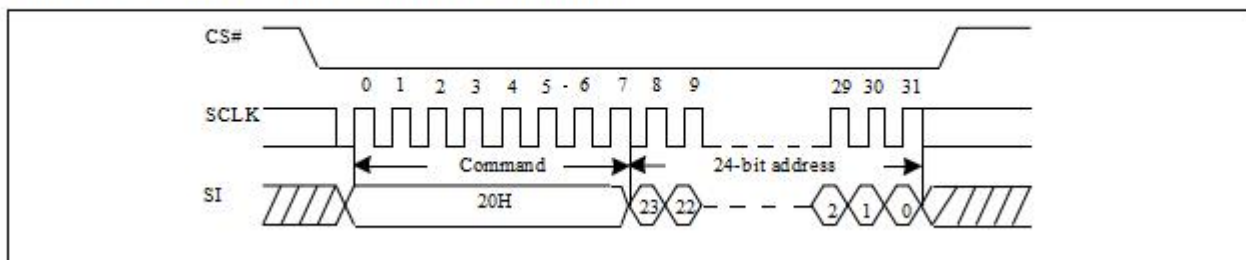 CS#
0 1 2 3 4 5 - 6 7 8 9 29 30 31
SCLK
Command 24-bit address
SI 20H 23 22 2 1 0